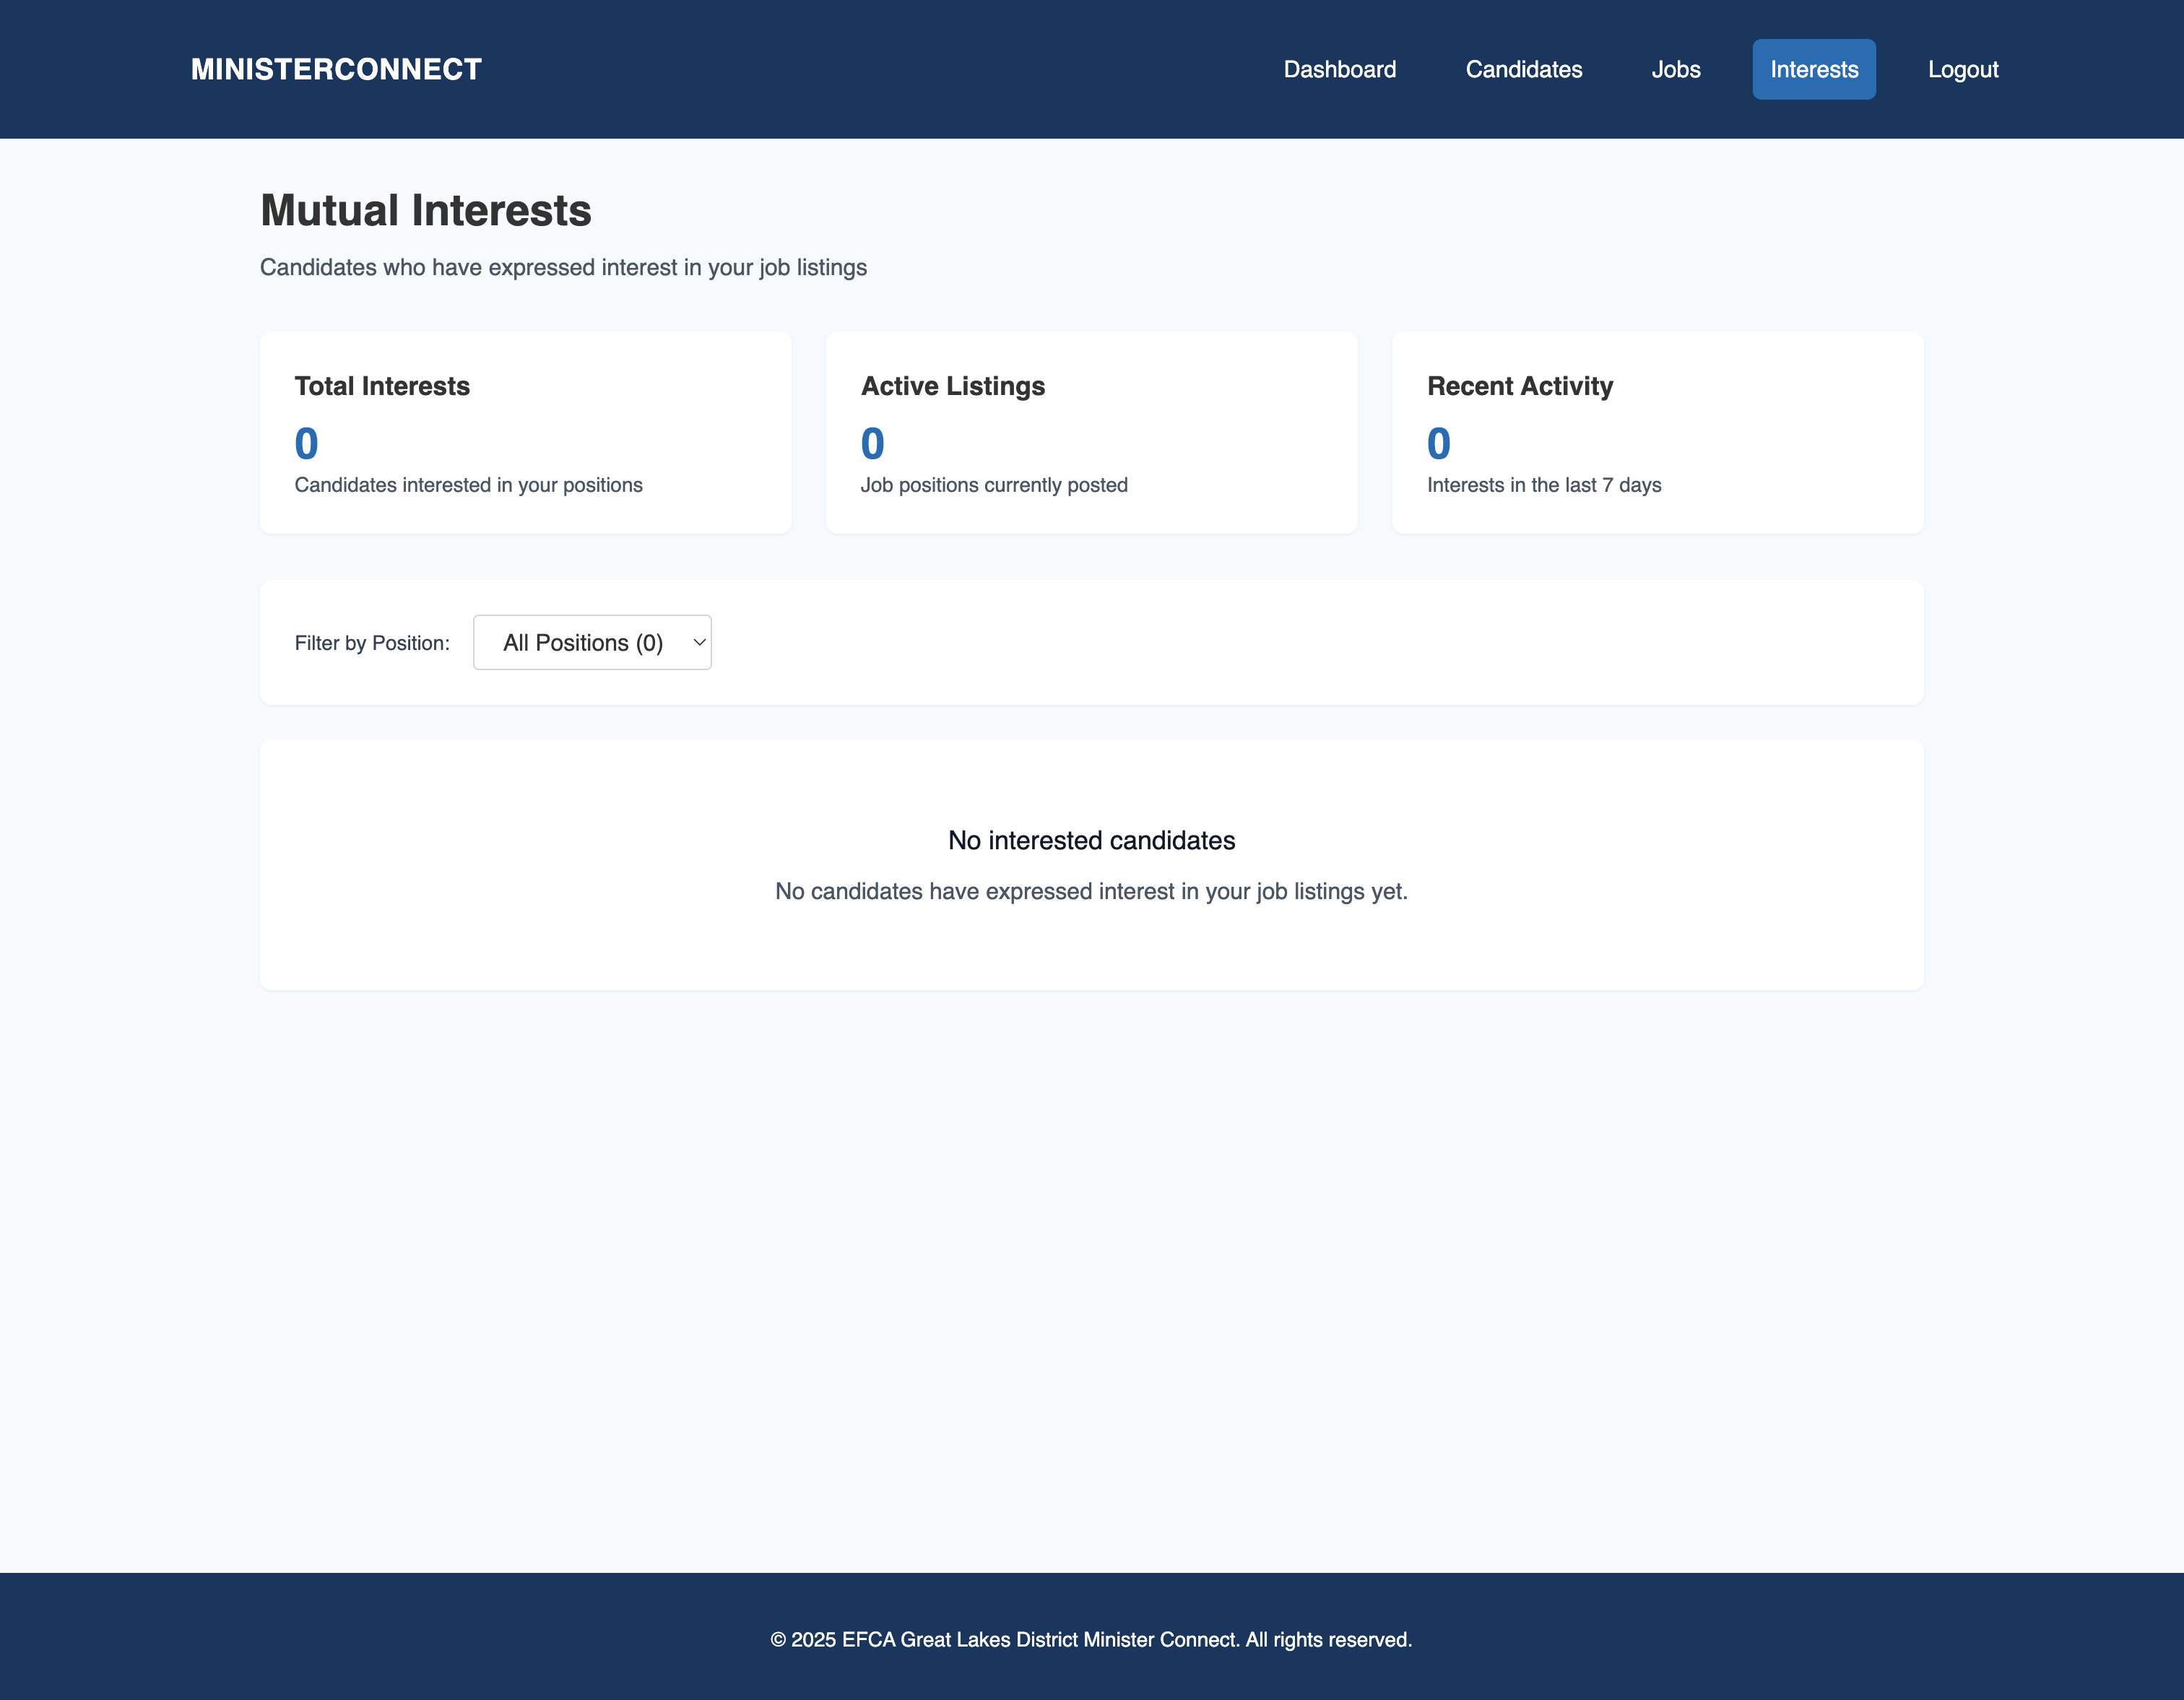 MINISTERCONNECT
Dashboard
Candidates
Jobs
Interests
Logout
Mutual Interests
Candidates who have expressed interest in your job listings
Total Interests
0
Candidates interested in your positions
Active Listings
0
Job positions currently posted
Recent Activity
0
Interests in the last 7 days
Filter by Position:
All Positions (0)
No interested candidates
No candidates have expressed interest in your job listings yet.
© 2025 EFCA Great Lakes District Minister Connect. All rights reserved.